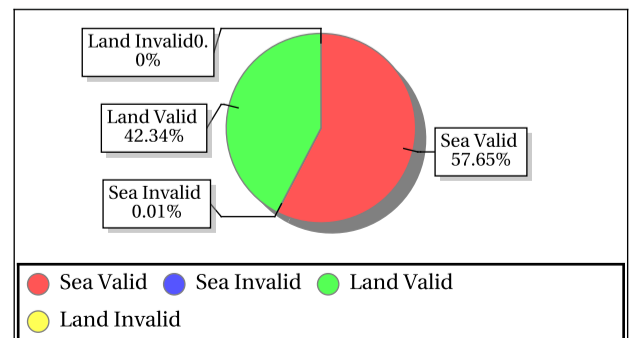 Land Invalid0.
0%
Land Valid
42.34%
Sea Valid
57.65%
Sea Invalid
0.01%
Sea Valid Sea Invalid Land Valid
Land Invalid